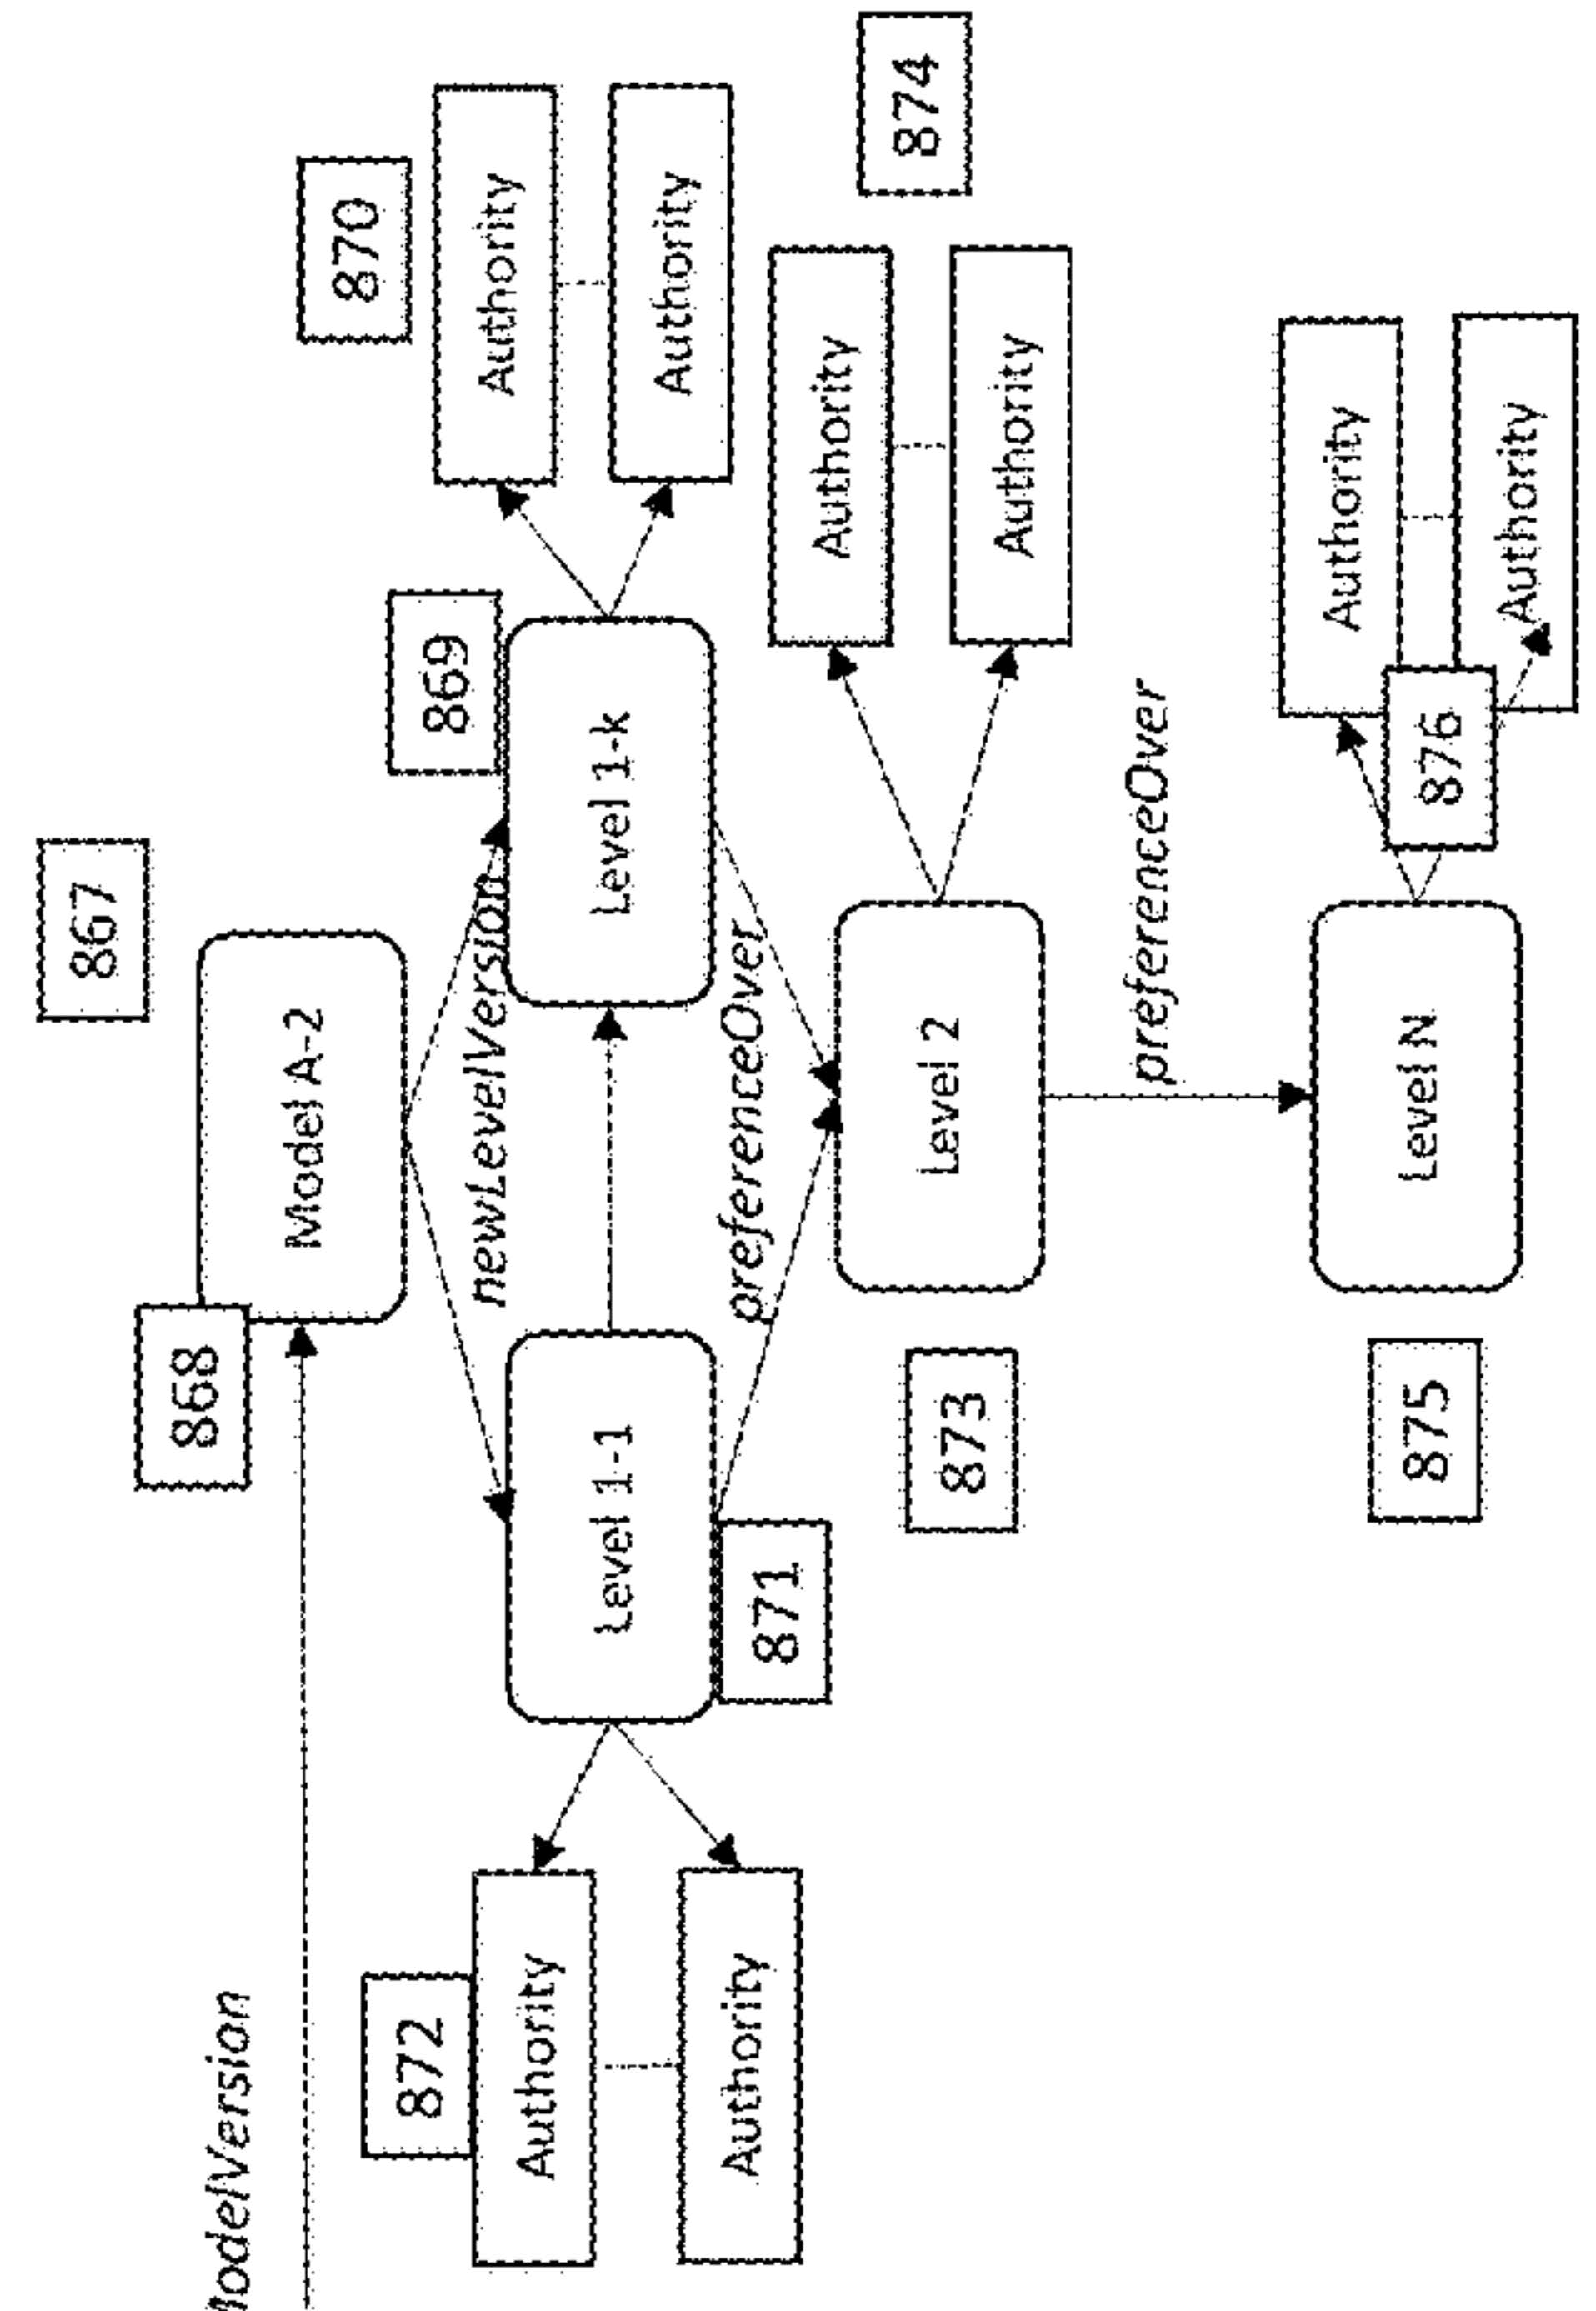 867
868
ModelVersion
Model A-2
870
872
869
newLevelVersion
Authority
Authority
Level 1-1
Level 1-k
Authority
Authority
preferenceOver
871
Authority
874
873
Level 2
Authority
preferenceOver
Authority
875
Level N
876
Authority